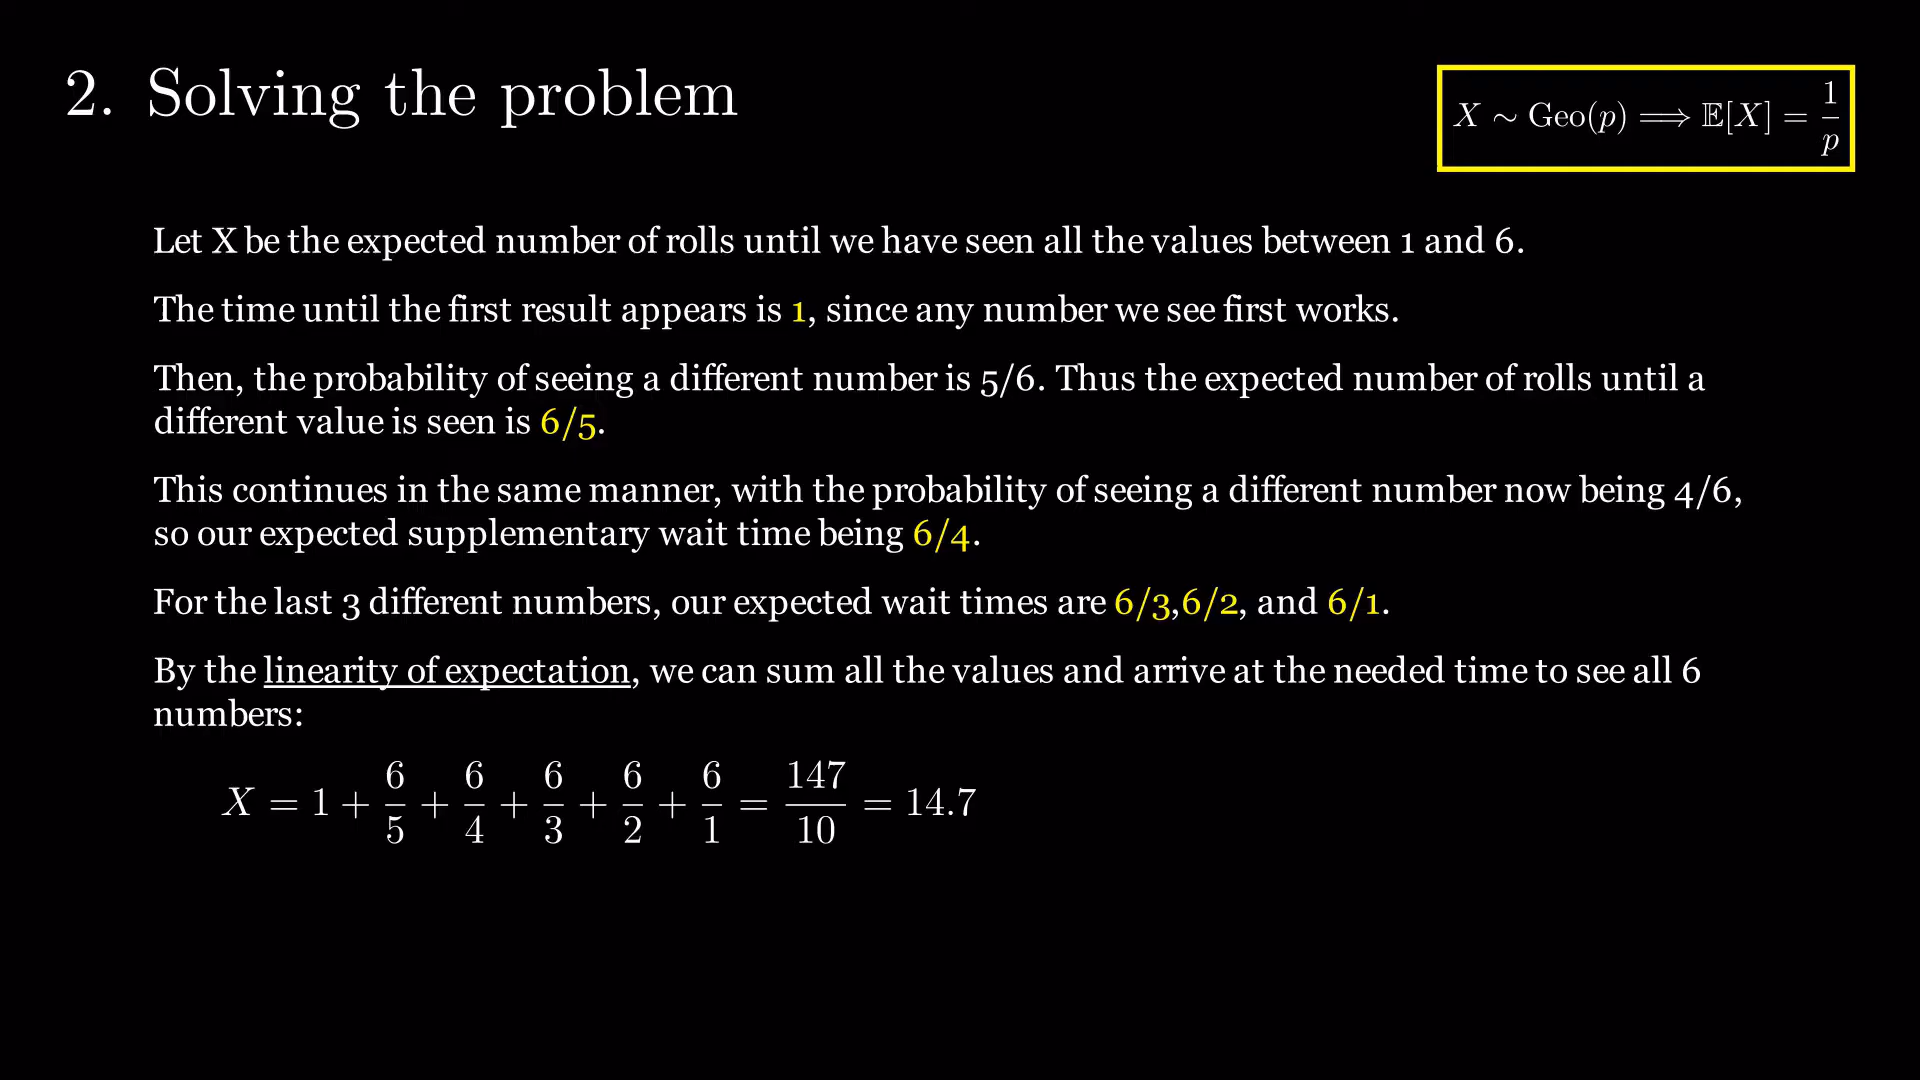 2. Solving the problem
X ∼ Geo(p) ⟹ 𝔼[X] = 1/p
Let X be the expected number of rolls until we have seen all the values between 1 and 6.
The time until the first result appears is 1, since any number we see first works.
Then, the probability of seeing a different number is 5/6. Thus the expected number of rolls until a
different value is seen is 6/5.
This continues in the same manner, with the probability of seeing a different number now being 4/6,
so our expected supplementary wait time being 6/4.
For the last 3 different numbers, our expected wait times are 6/3,6/2, and 6/1.
By the linearity of expectation, we can sum all the values and arrive at the needed time to see all 6
numbers:
X = 1 + 6/5 + 6/4 + 6/3 + 6/2 + 6/1 = 147/10 = 14.7